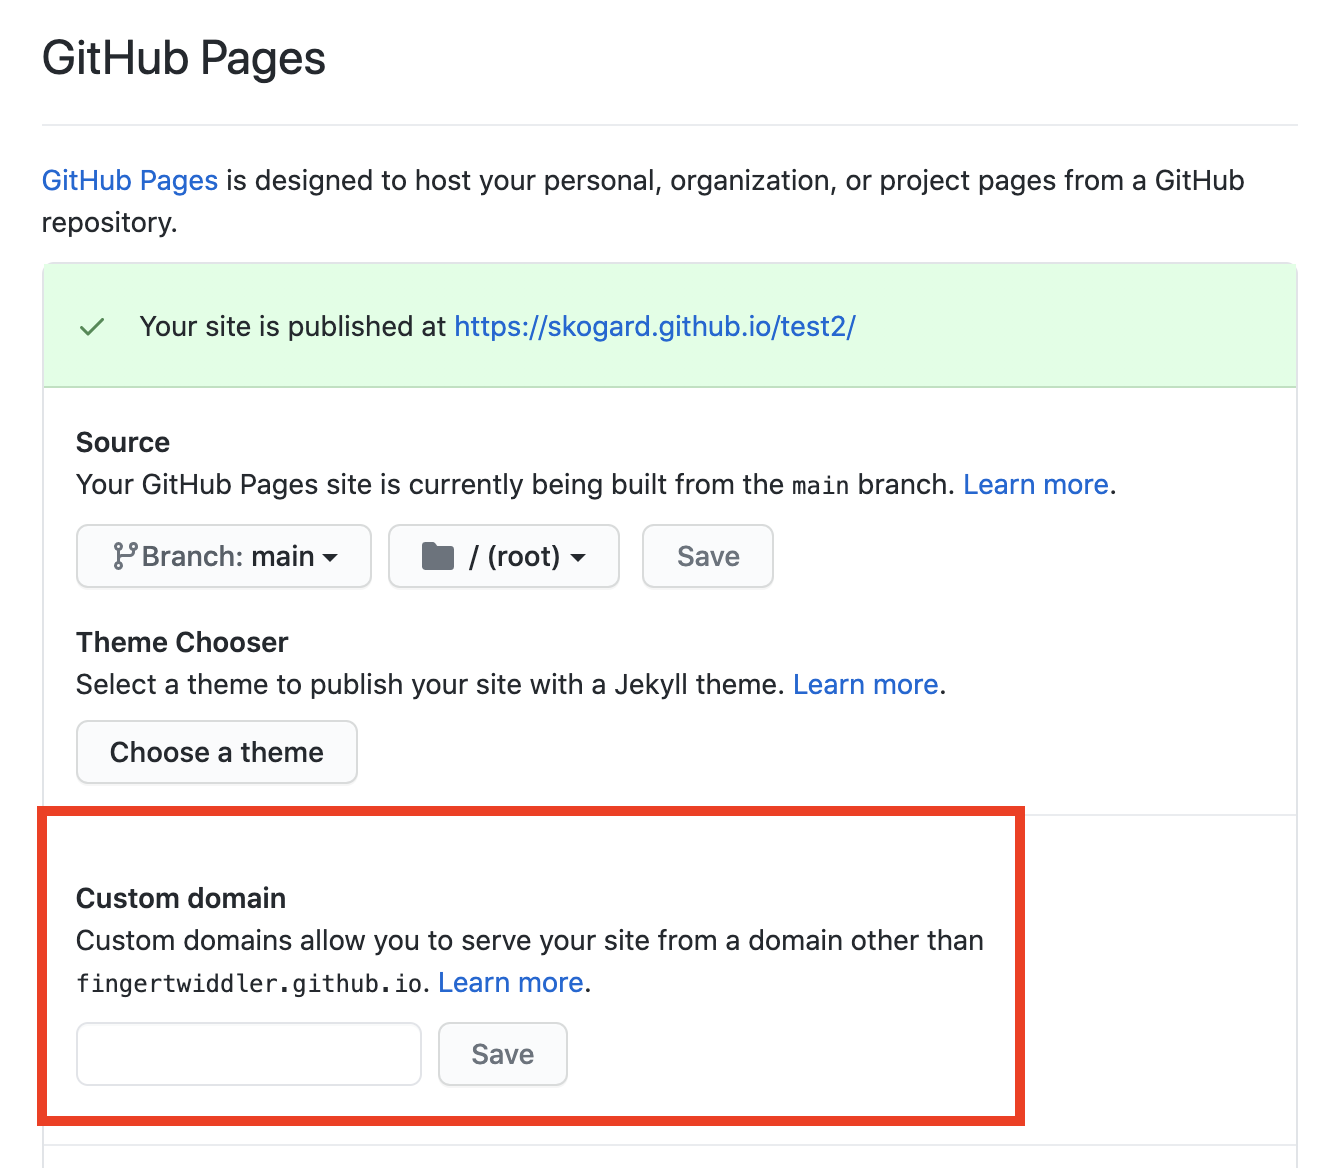 GitHub Pages
GitHub Pages is designed to host your personal, organization, or project pages from a GitHub
repository.
Your site is published at https://skogard.github.io/test2/
Source
Your GitHub Pages site is currently being built from the main branch. Learn more.
Branch: main / (root) Save
Theme Chooser
Select a theme to publish your site with a Jekyll theme. Learn more.
Choose a theme
Custom domain
Custom domains allow you to serve your site from a domain other than
fingertwiddler.github.io. Learn more.
Save